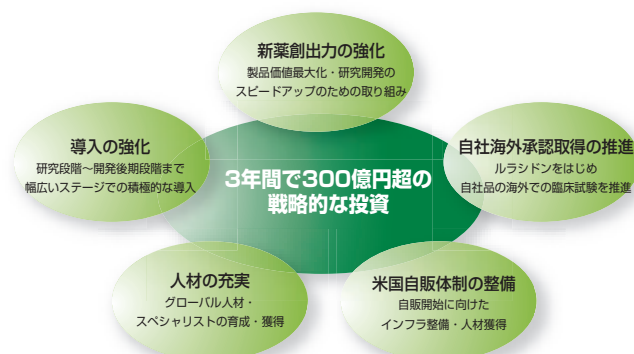 新薬創出力の強化
製品価値最大化・研究開発の
スピードアップのための取り組み
導入の強化
研究段階～開発後期段階まで
幅広いステージでの積極的な導入
3年間で300億円超の
戦略的な投資
自社海外承認取得の推進
ルラシドンをはじめ
自社品の海外での臨床試験を推進
人材の充実
グローバル人材・
スペシャリストの育成・獲得
米国自販体制の整備
自販開始に向けた
インフラ整備・人材獲得